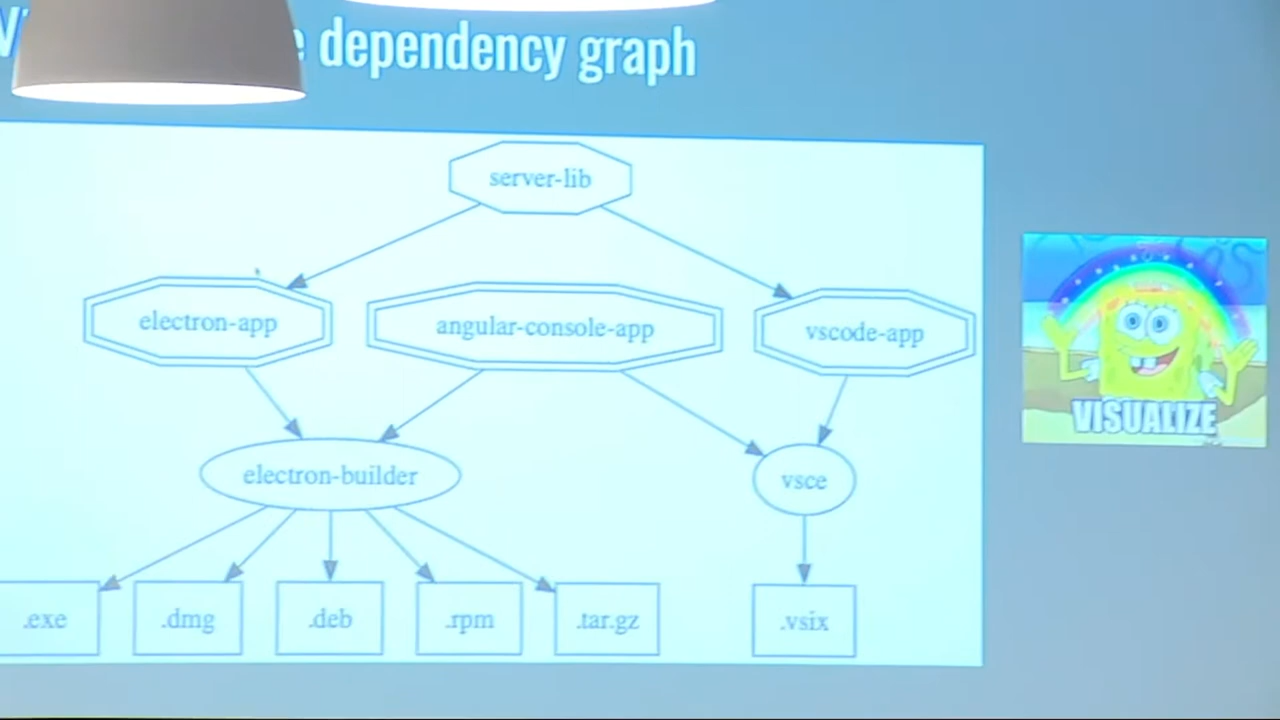 dependency graph
server-lib
electron-app angular-console-app vscode-app
electron-builder vsce
.exe .dmg .deb .rpm .tar.gz .vsix
VISUALIZE